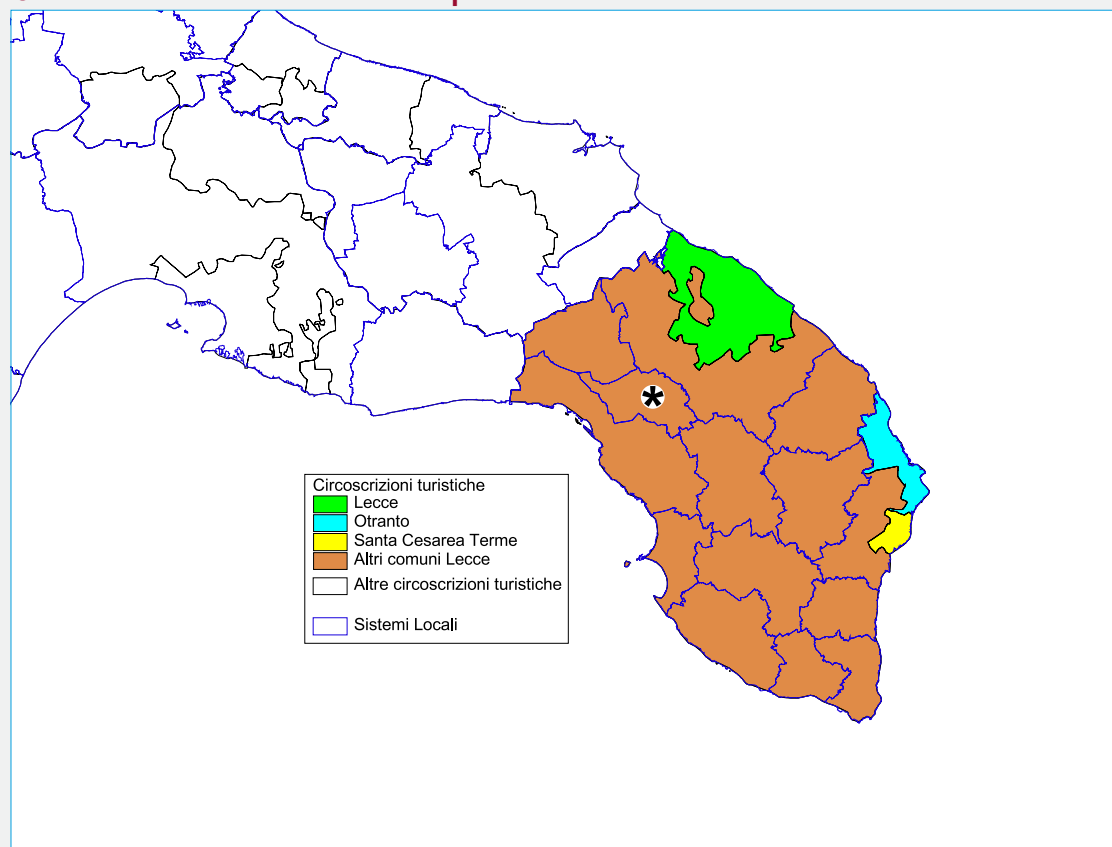 Circoscrizioni turistiche
Lecce
Otranto
Santa Cesarea Terme
Altri comuni Lecce
Altre circoscrizioni turistiche
Sistemi Locali
*